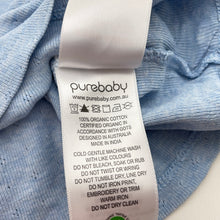 purebaby
www.purebaby.com.au
100% ORGANIC COTTON
CERTIFIED ORGANIC IN
ACCORDANCE WITH GOTS
DESIGNED IN AUSTRALIA
MADE IN INDIA
COLD GENTLE MACHINE WASH
WITH LIKE COLOURS
DO NOT BLEACH, SOAK OR RUB
DO NOT TWIST OR WRING
DO NOT TUMBLE DRY, LINE DRY
DO NOT IRON PRINT,
EMBROIDERY OR TRIM
WARM IRON
DO NOT DRY CLEAN